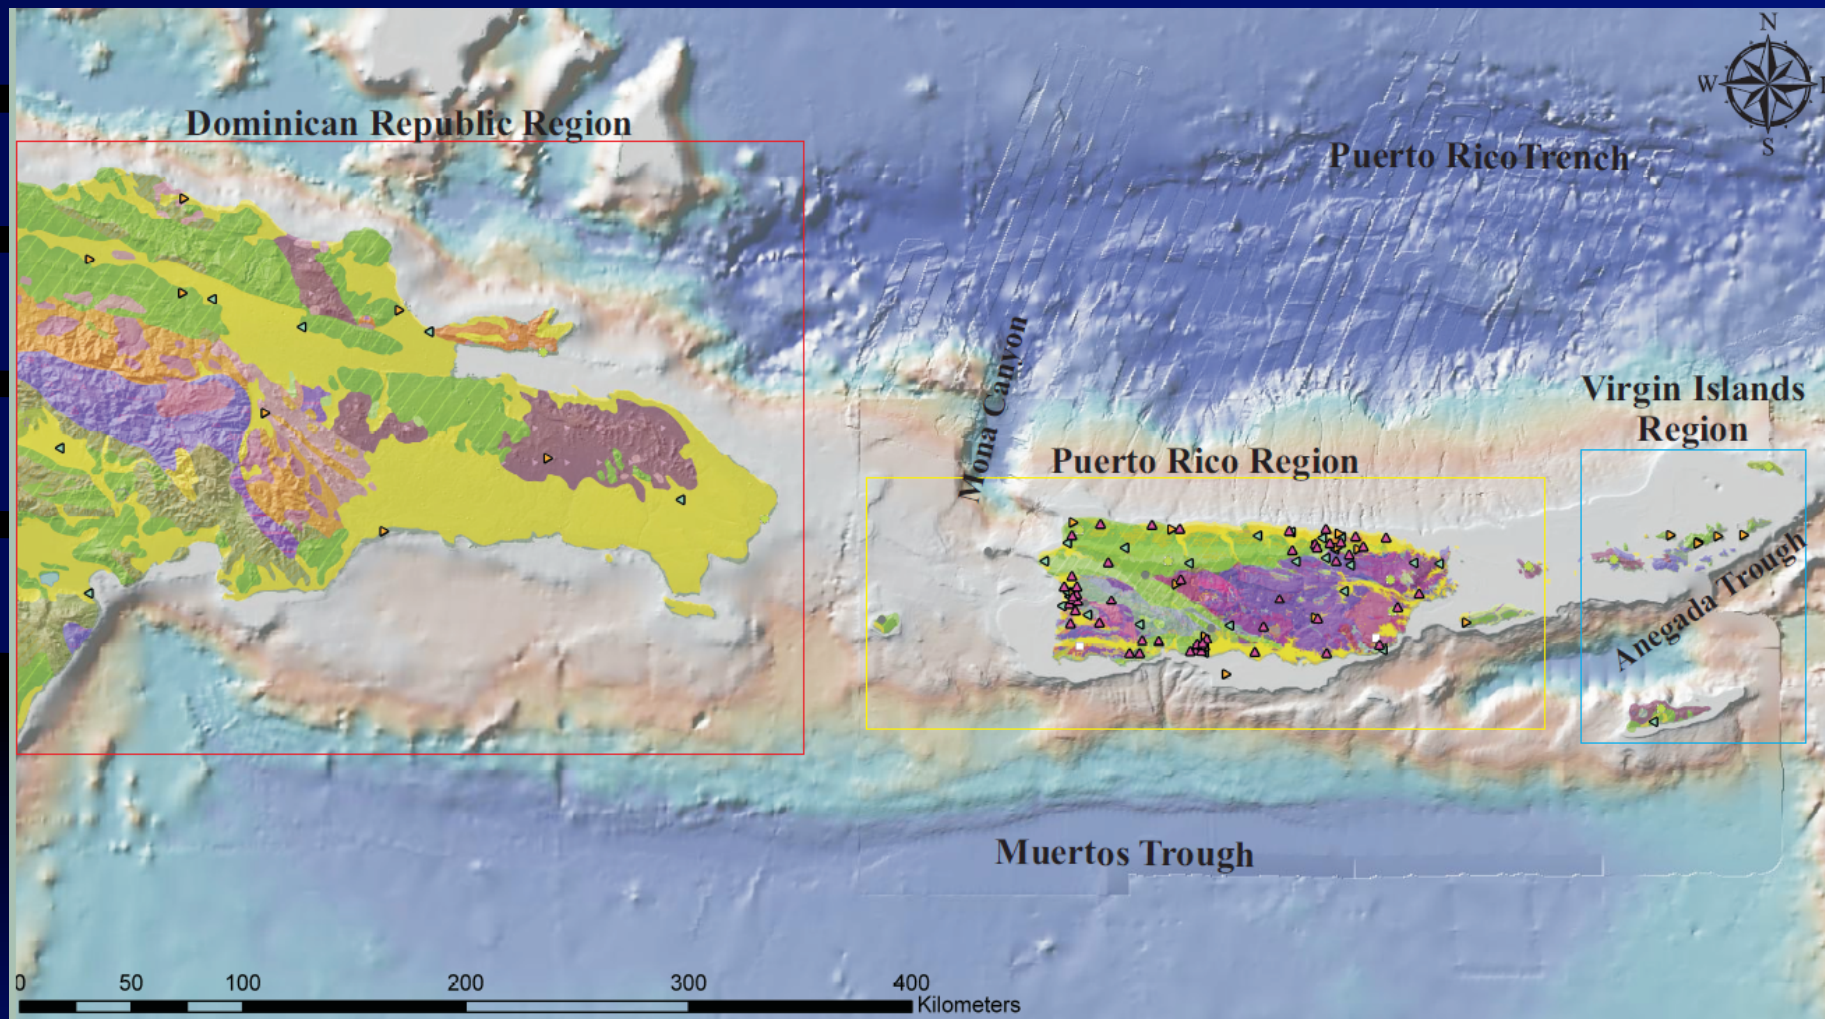 N
W
S
Dominican Republic Region
Puerto RicoTrench
Mona Canyon
Virgin Islands
Region
Puerto Rico Region
Anegada Trough
Muertos Trough
0 50 100 200 300 400
Kilometers